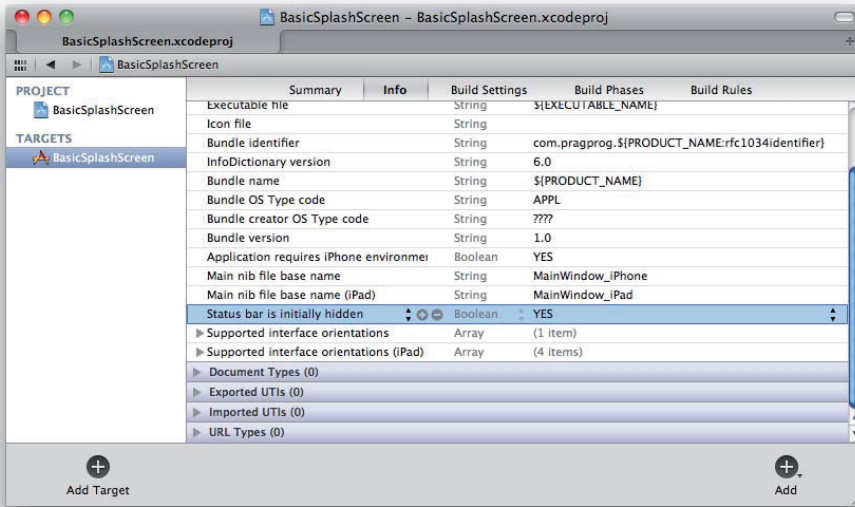 BasicSplashScreen – BasicSplashScreen.xcodeproj
BasicSplashScreen.xcodeproj
BasicSplashScreen
PROJECT
BasicSplashScreen
TARGETS
BasicSplashScreen
Summary Info Build Settings Build Phases Build Rules
Executable file String ${EXECUTABLE_NAME}
Icon file String
Bundle identifier String com.pragprog.${PRODUCT_NAME:rfc1034identifier}
InfoDictionary version String 6.0
Bundle name String ${PRODUCT_NAME}
Bundle OS Type code String APPL
Bundle creator OS Type code String ????
Bundle version String 1.0
Application requires iPhone environmer Boolean YES
Main nib file base name String MainWindow_iPhone
Main nib file base name (iPad) String MainWindow_iPad
Status bar is initially hidden Boolean YES
Supported interface orientations Array (1 item)
Supported interface orientations (iPad) Array (4 items)
Document Types (0)
Exported UTIs (0)
Imported UTIs (0)
URL Types (0)
Add Target Add